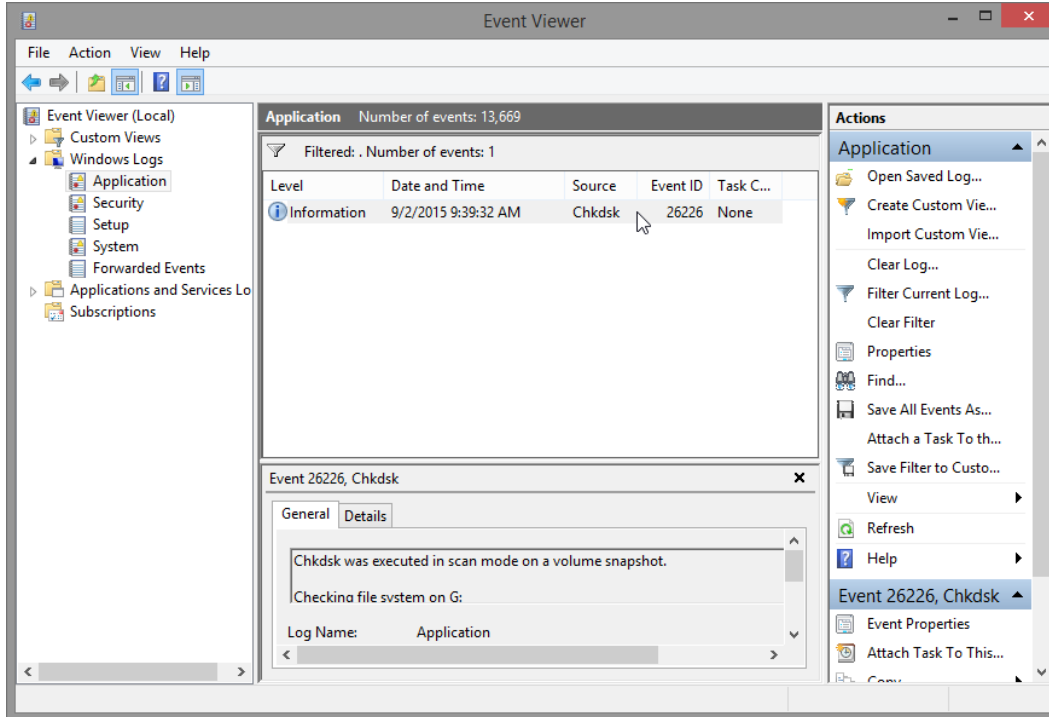 Event Viewer
File Action View Help
Event Viewer (Local)
Custom Views
Windows Logs
Application
Security
Setup
System
Forwarded Events
Applications and Services Lo
Subscriptions
Application Number of events: 13,669
Filtered: . Number of events: 1
Level Date and Time Source Event ID Task C...
Information 9/2/2015 9:39:32 AM Chkdsk 26226 None
Event 26226, Chkdsk
General Details
Chkdsk was executed in scan mode on a volume snapshot.
Checking file system on G:
Log Name: Application
Actions
Application
Open Saved Log...
Create Custom Vie...
Import Custom Vie...
Clear Log...
Filter Current Log...
Clear Filter
Properties
Find...
Save All Events As...
Attach a Task To th...
Save Filter to Custo...
View
Refresh
Help
Event 26226, Chkdsk
Event Properties
Attach Task To This...
Copy